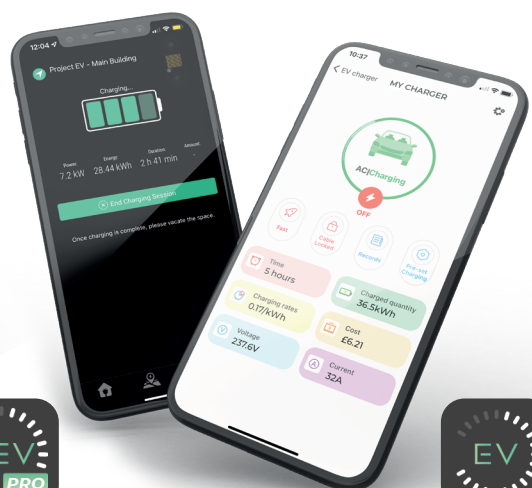 12:04
Project EV - Main Building
Charging...
Power
7.2 kW
Energy
28.44 kWh
Duration
2 h 41 min
Amount
-
End Charging Session
Once charging is complete, please vacate the space.
10:37
EV charger
MY CHARGER
AC|Charging
OFF
Fast
Cable
Locked
Records
Pre-set
Charging
Time
5 hours
Charged quantity
36.5kWh
Charging rates
0.17/kWh
Cost
£6.21
Voltage
237.6V
Current
32A
EV
PRO
EV